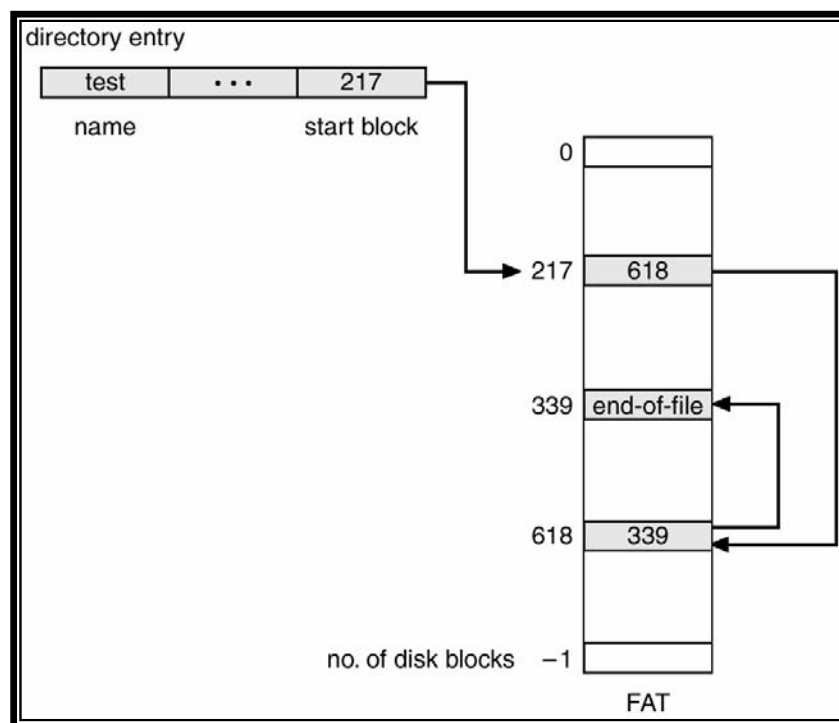 directory entry
test • • • 217
name start block
0
217 618
339 end-of-file
618 339
no. of disk blocks –1
FAT